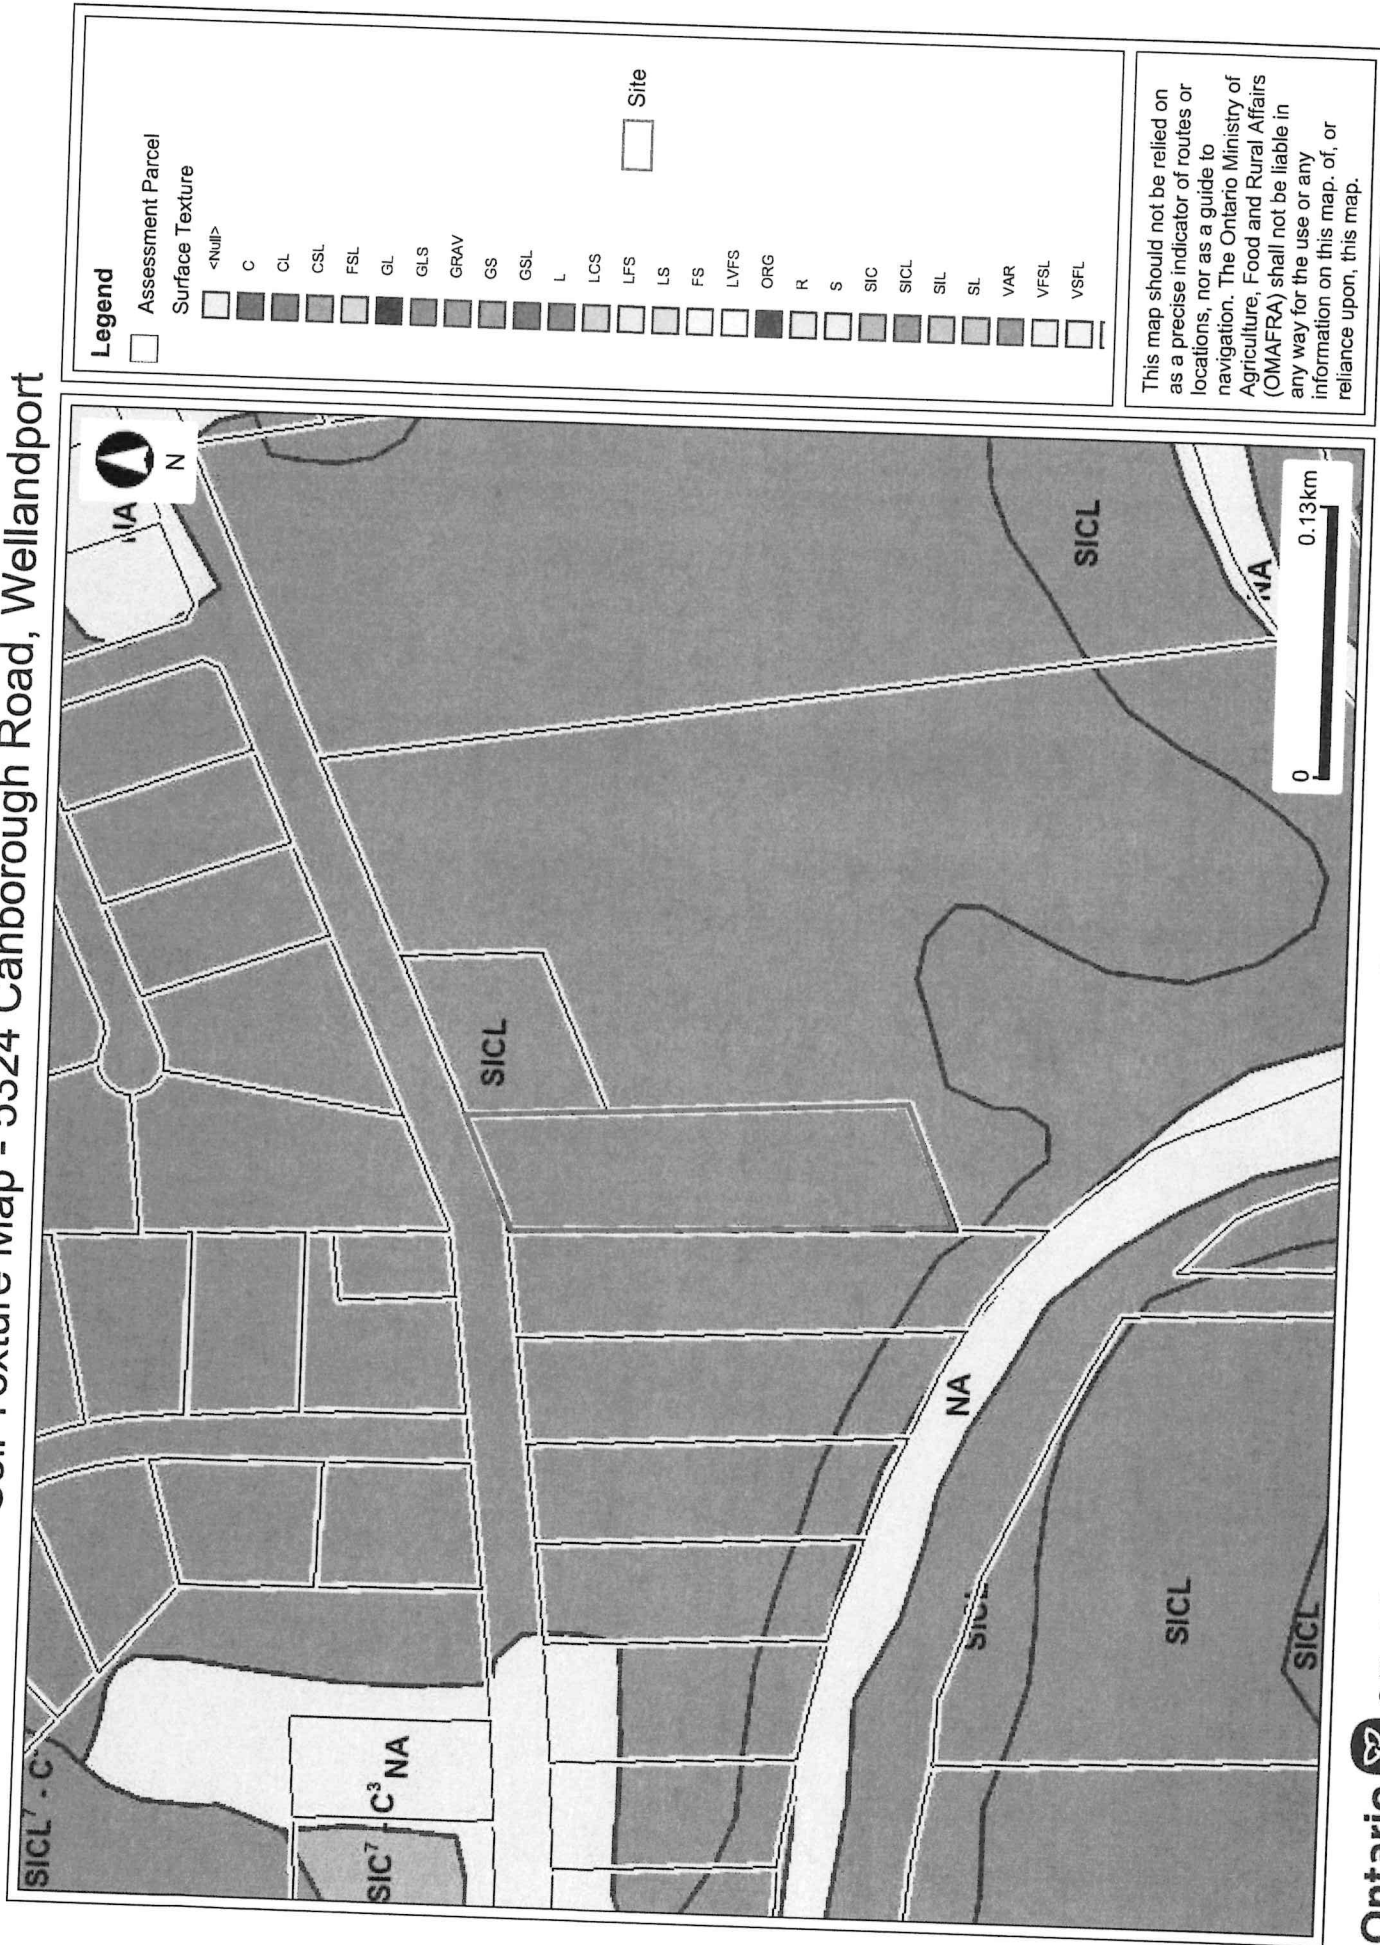 Texture Map - 5324 Canborough Road, Wellandport
Legend
Assessment Parcel
Surface Texture
<Null>
C
CL
CSL
FSL
GL
GLS
GRAV
GS
GSL
L
LCS
LFS
LS
FS
LVFS
ORG
R
S
SIC
SICL
SIL
SL
VAR
VFSL
VSFL
Site
This map should not be relied on
as a precise indicator of routes or
locations, nor as a guide to
navigation. The Ontario Ministry of
Agriculture, Food and Rural Affairs
(OMAFRA) shall not be liable in
any way for the use or any
information on this map. of, or
reliance upon, this map.
SICL⁷ - C
SIC⁷ - C³ NA
NA
N
SICL
SICL
NA
NA
SICL
SICL
SICL
0 0.13km
Ontario